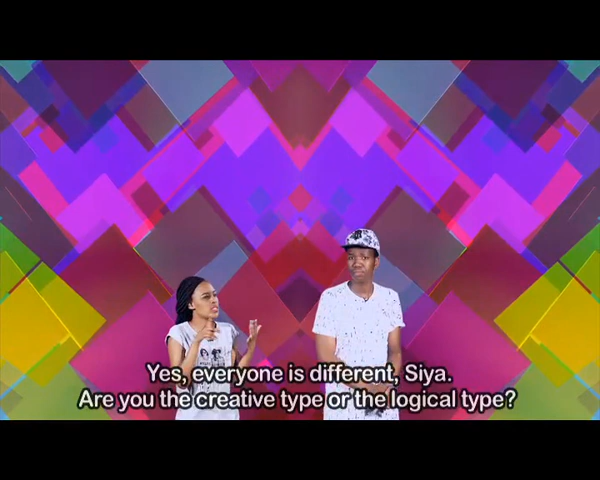 Yes, everyone is different, Siya.
Are you the creative type or the logical type?